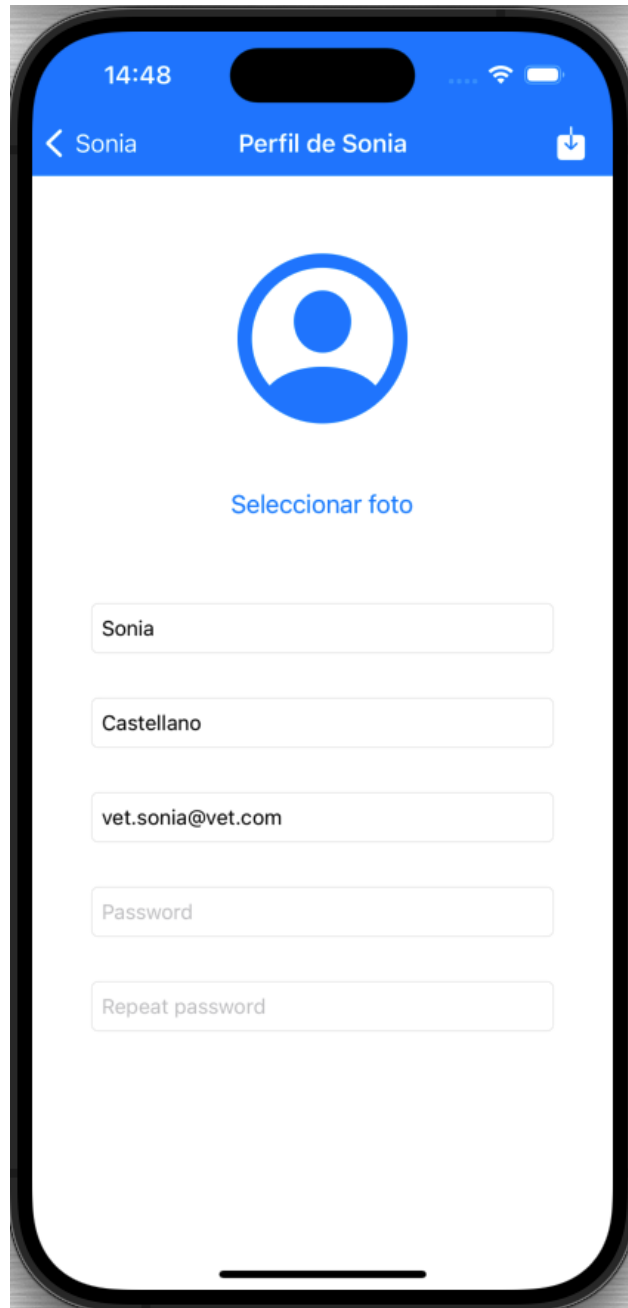 14:48
Sonia
Perfil de Sonia
Seleccionar foto
Sonia
Castellano
vet.sonia@vet.com
Password
Repeat password